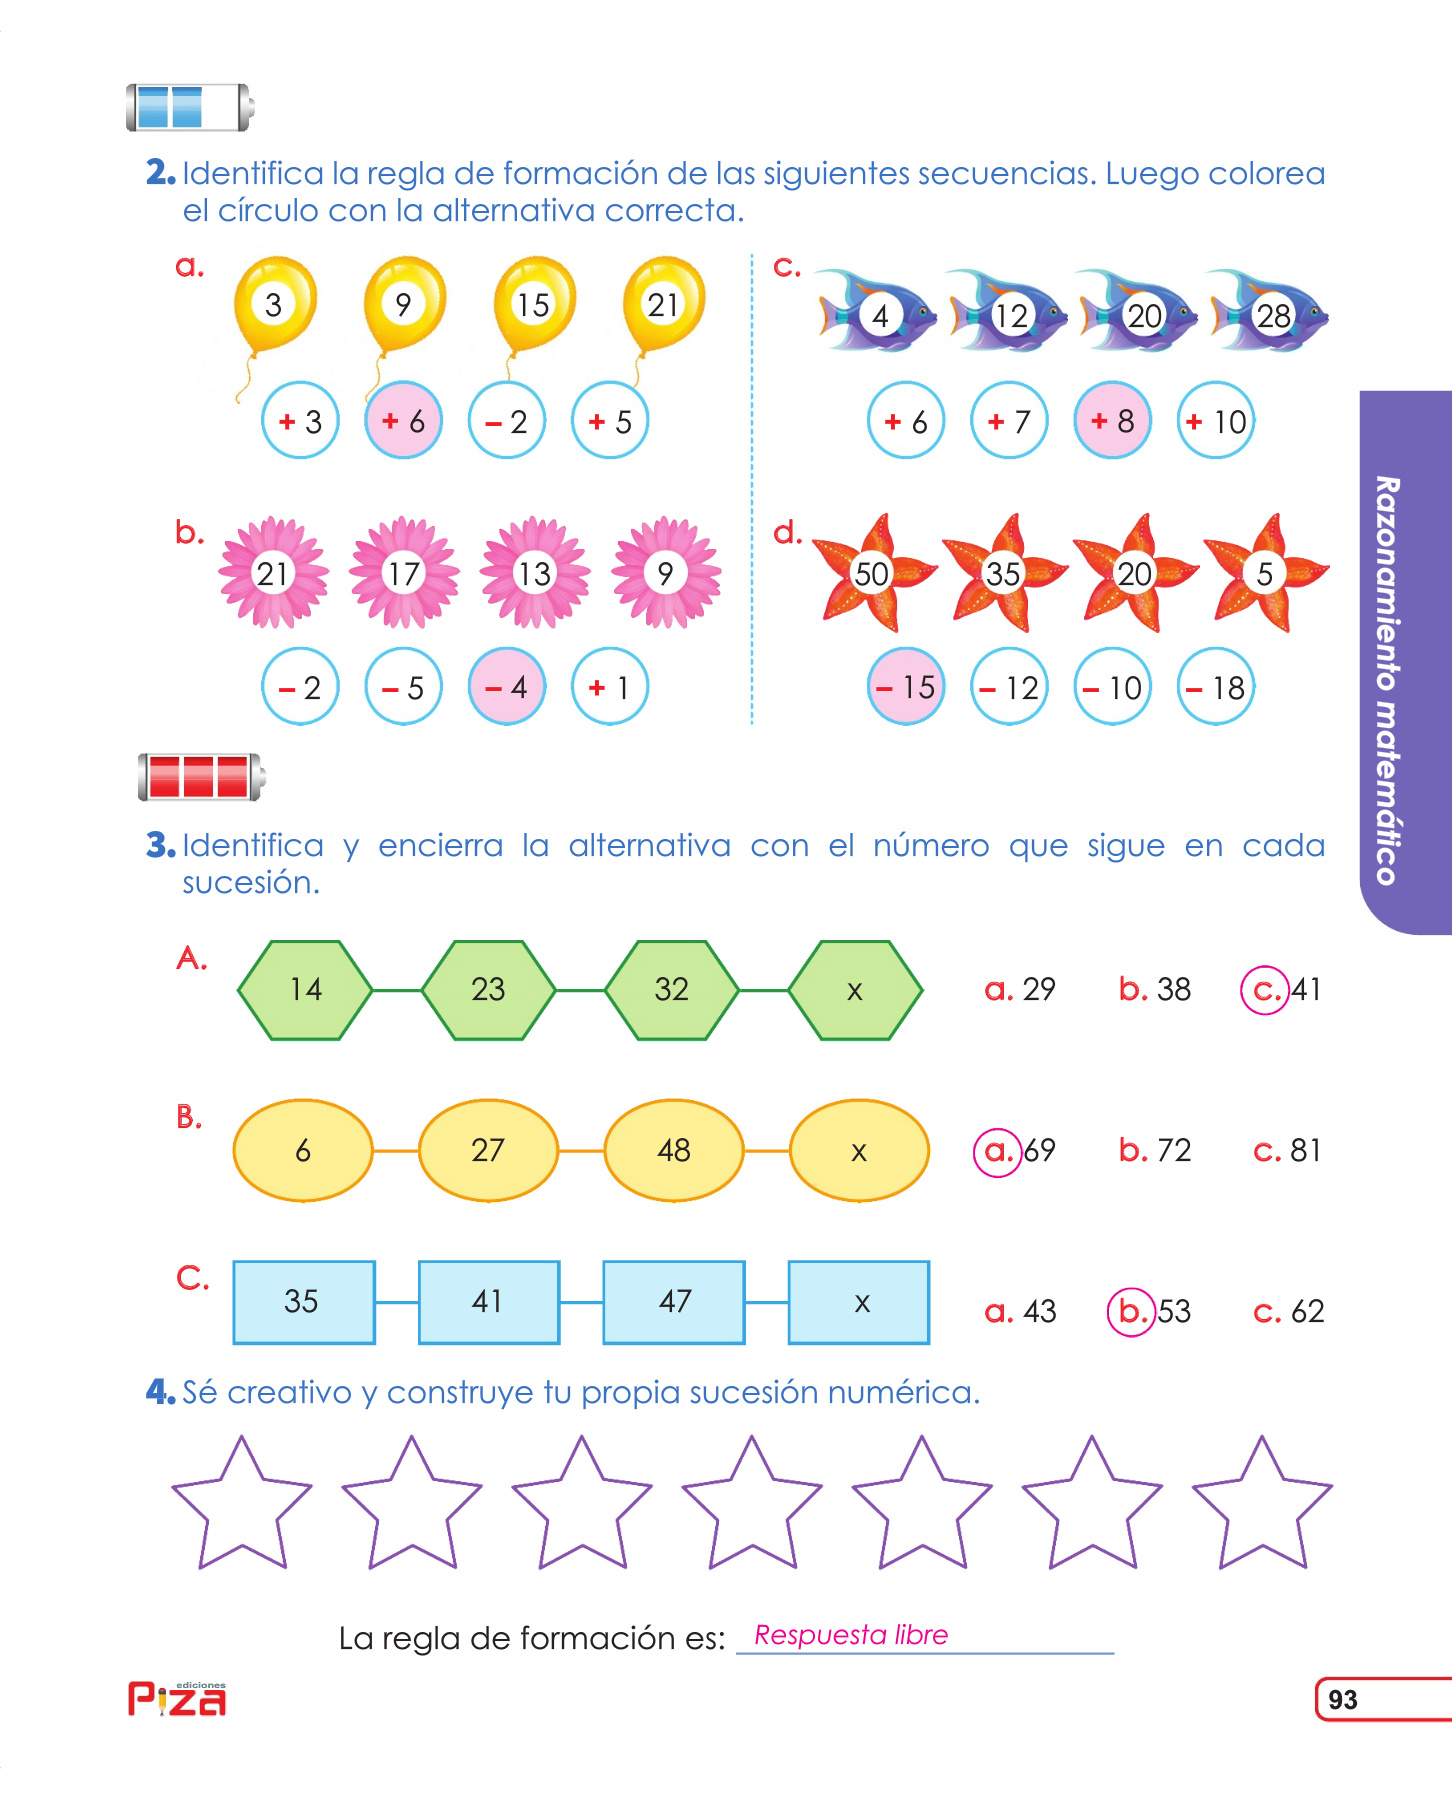 2. Identifica la regla de formación de las siguientes secuencias. Luego colorea
el círculo con la alternativa correcta.
a.
3 9 15 21
+ 3 + 6 – 2 + 5
b.
21 17 13 9
– 2 – 5 – 4 + 1
c.
4 12 20 28
+ 6 + 7 + 8 + 10
d.
50 35 20 5
– 15 – 12 – 10 – 18
3. Identifica y encierra la alternativa con el número que sigue en cada
sucesión.
A.
14 23 32 x a. 29 b. 38 c. 41
B.
6 27 48 x a. 69 b. 72 c. 81
C.
35 41 47 x a. 43 b. 53 c. 62
4. Sé creativo y construye tu propia sucesión numérica.
La regla de formación es: Respuesta libre
Razonamiento matemático
ediciones
Piza
93